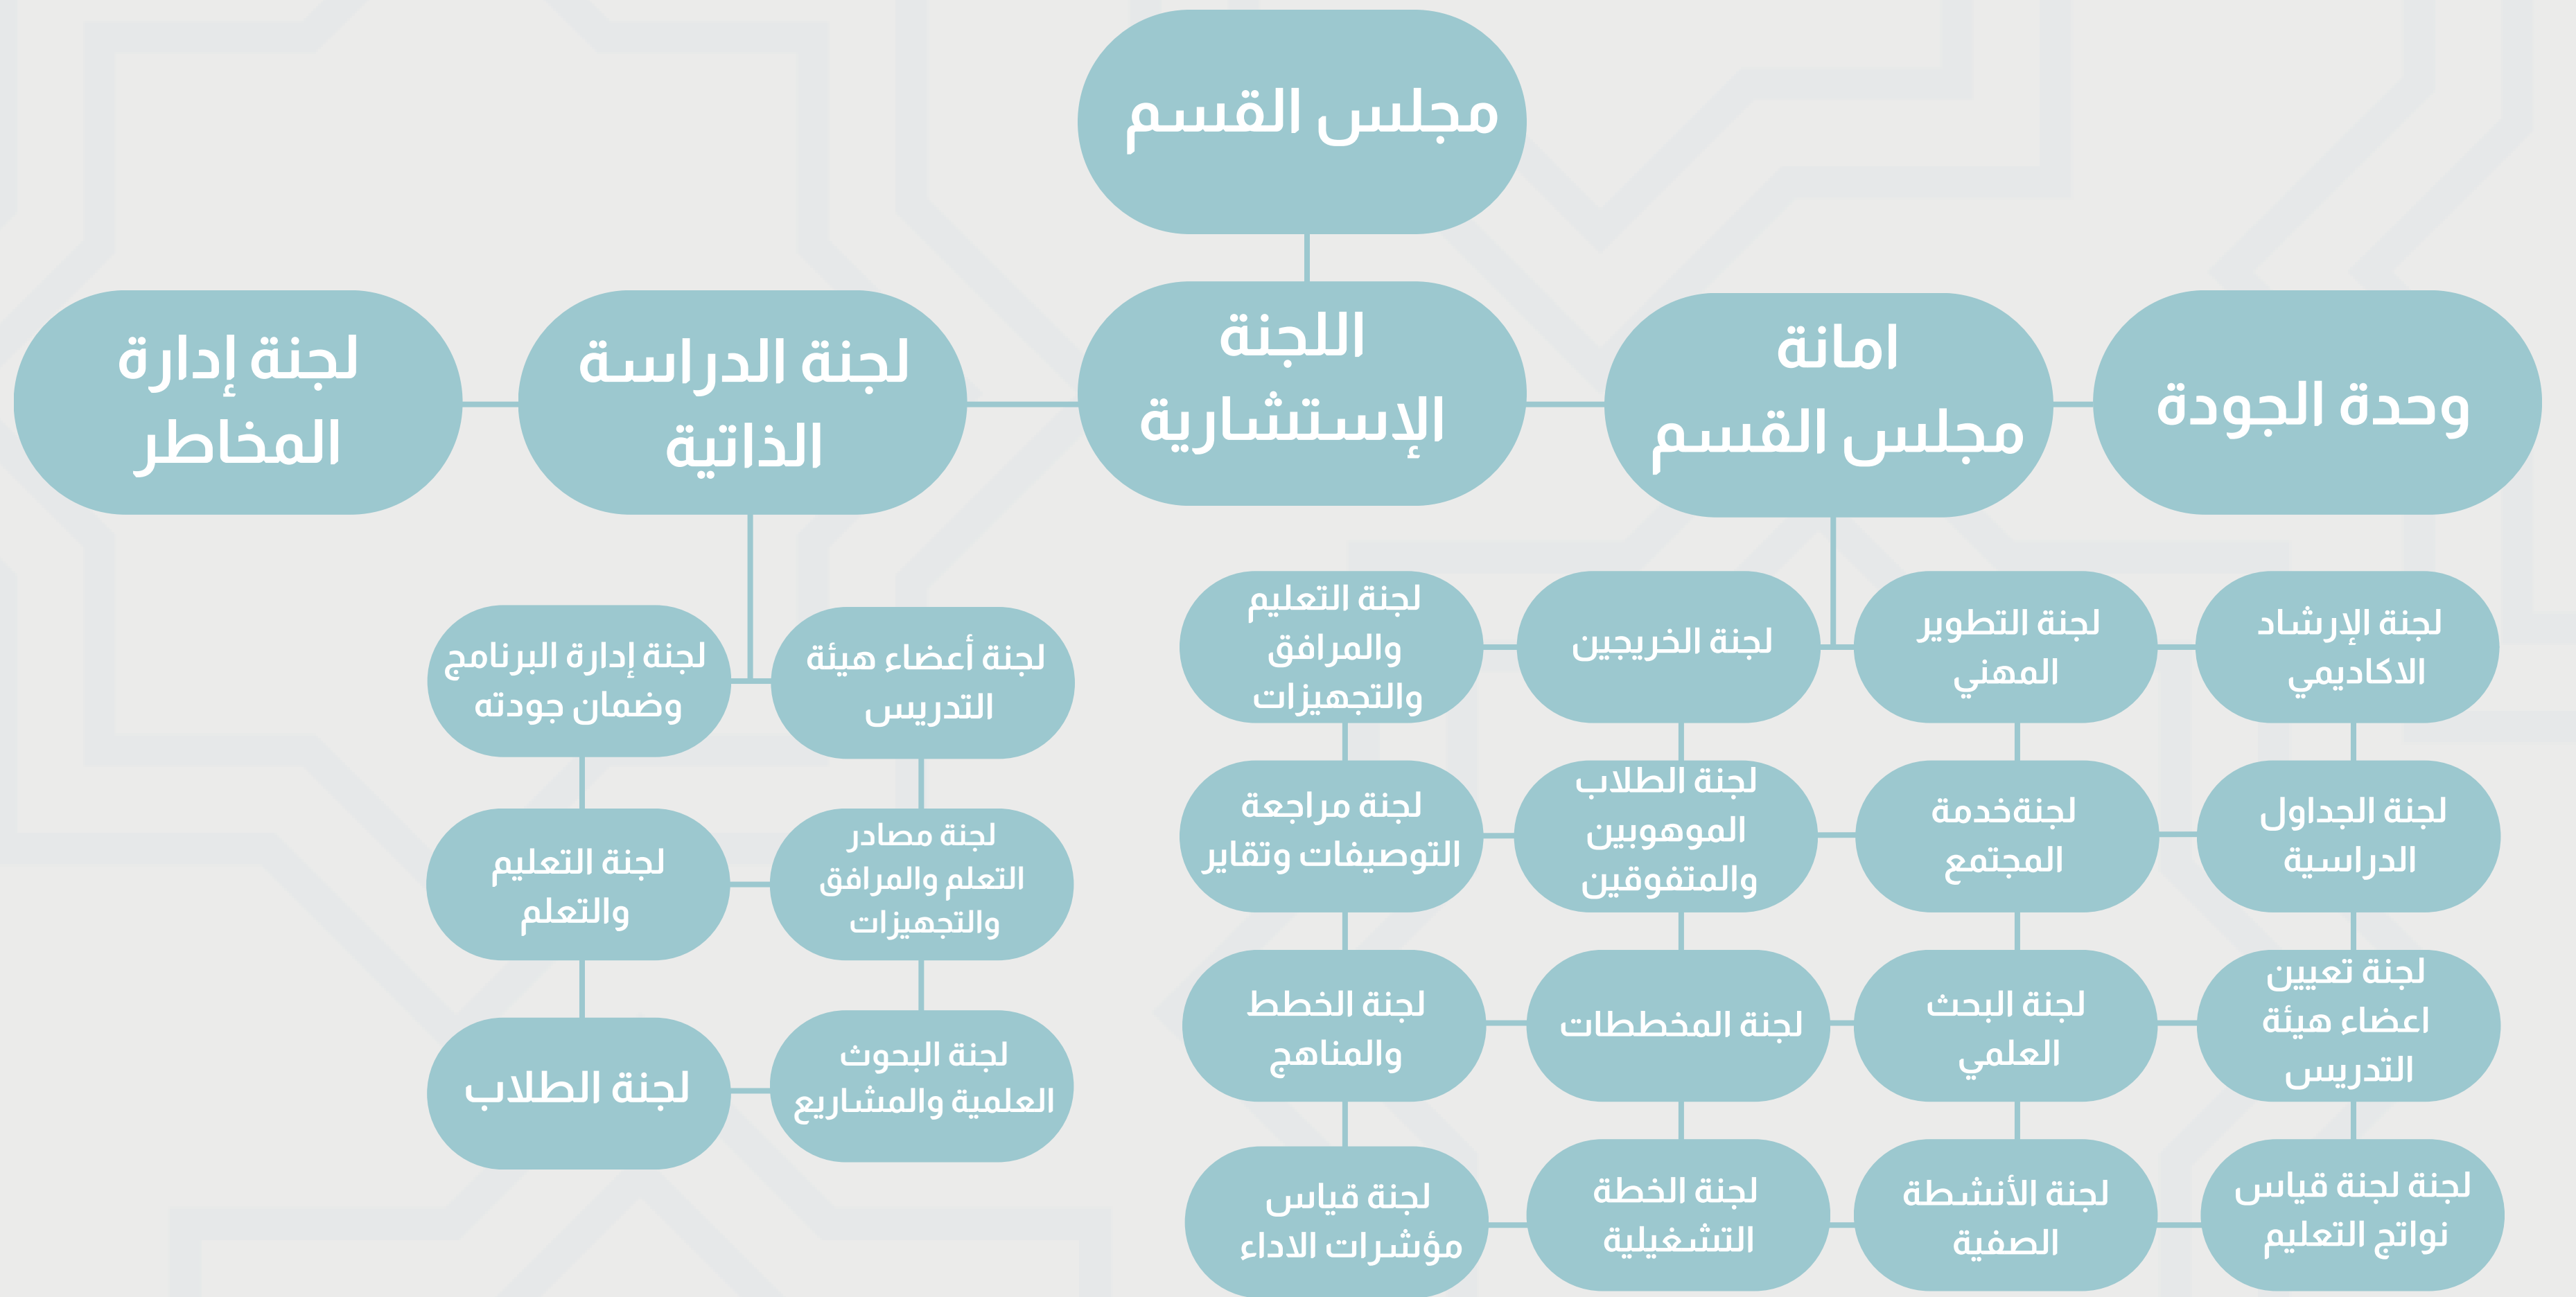 مجلس القسم
وحدة الجودة
امانة
مجلس القسم
اللجنة
الإستشارية
لجنة الدراسة
الذاتية
لجنة إدارة
المخاطر
لجنة الإرشاد
الاكاديمي
لجنة التطوير
المهني
لجنة الخريجين
لجنة التعليم
والمرافق
والتجهيزات
لجنة الجداول
الدراسية
لجنةخدمة
المجتمع
لجنة الطلاب
الموهوبين
والمتفوقين
لجنة مراجعة
التوصيفات وتقاير
لجنة تعيين
اعضاء هيئة
التدريس
لجنة البحث
العلمي
لجنة المخططات
لجنة الخطط
والمناهج
لجنة لجنة قياس
نواتج التعليم
لجنة الأنشطة
الصفية
لجنة الخطة
التشغيلية
لجنة قياس
مؤشرات الاداء
لجنة أعضاء هيئة
التدريس
لجنة إدارة البرنامج
وضمان جودته
لجنة مصادر
التعلم والمرافق
والتجهيزات
لجنة التعليم
والتعلم
لجنة البحوث
العلمية والمشاريع
لجنة الطلاب